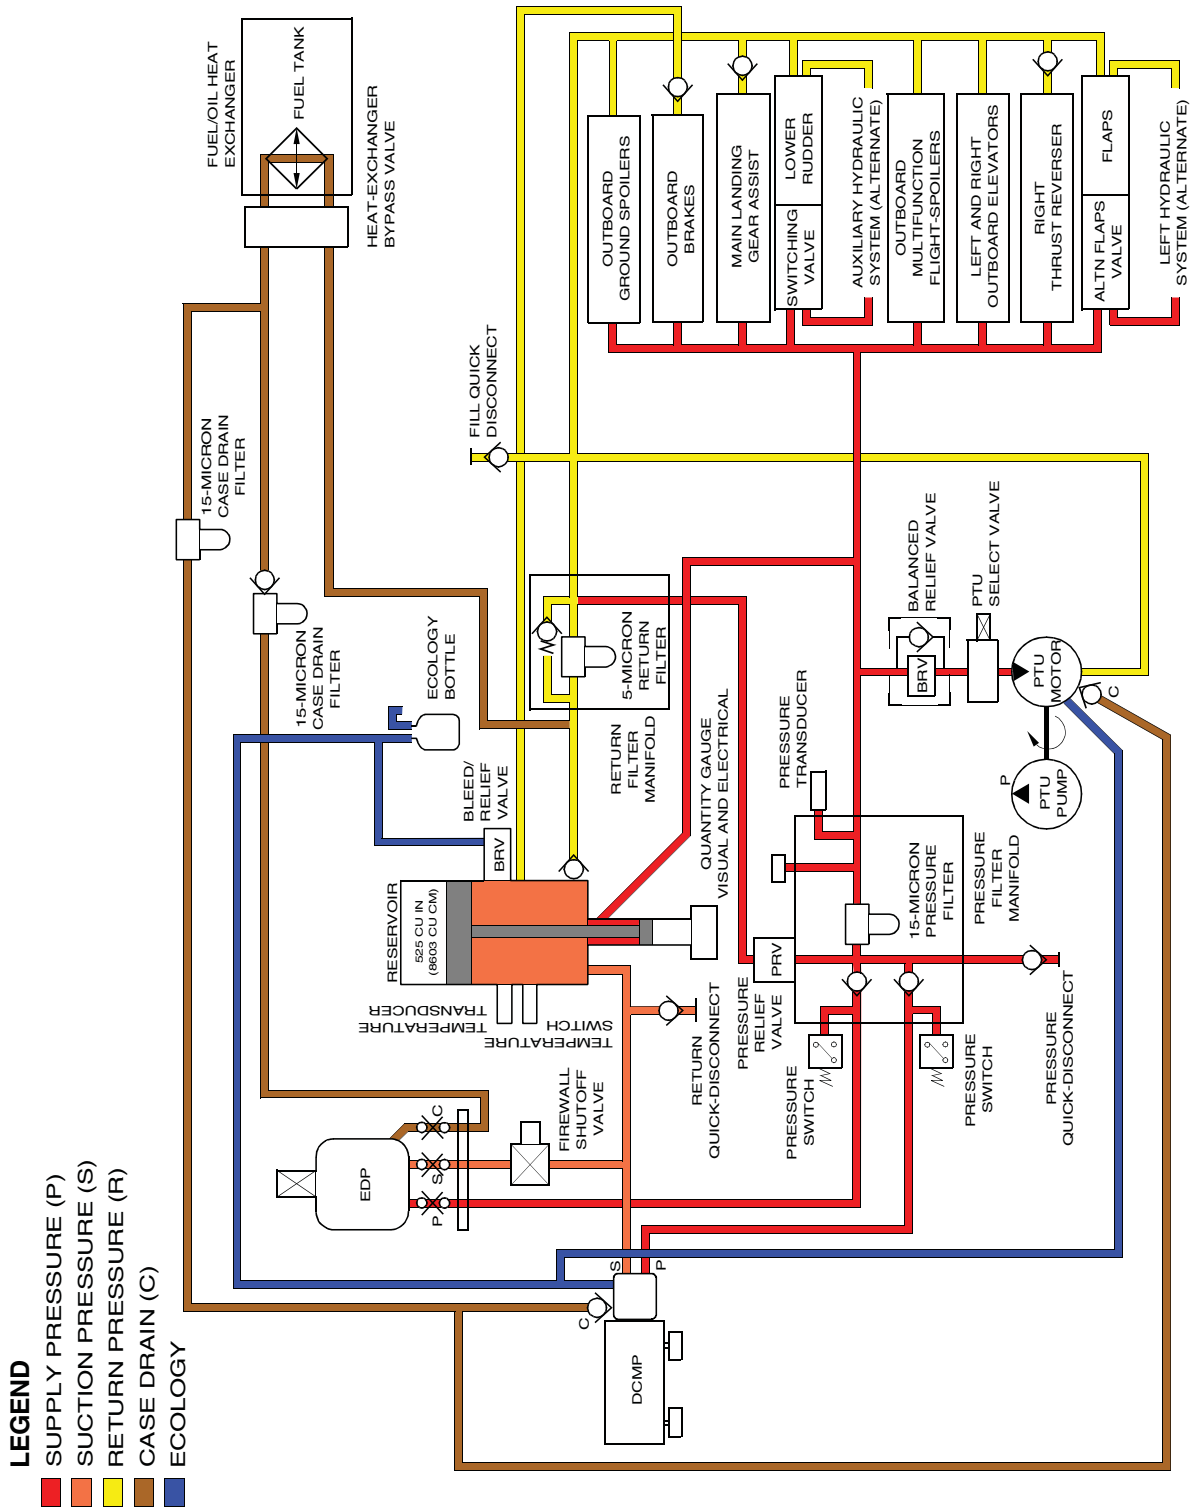 LEGEND
SUPPLY PRESSURE (P)
SUCTION PRESSURE (S)
RETURN PRESSURE (R)
CASE DRAIN (C)
ECOLOGY
FUEL/OIL HEAT
EXCHANGER
FUEL TANK
HEAT-EXCHANGER
BYPASS VALVE
15-MICRON
CASE DRAIN
FILTER
15-MICRON
CASE DRAIN
FILTER
ECOLOGY
BOTTLE
FILL QUICK
DISCONNECT
BLEED/
RELIEF
VALVE
BRV
RESERVOIR
525 CU IN
(8603 CU CM)
TEMPERATURE
TRANSDUCER
TEMPERATURE
SWITCH
QUANTITY GAUGE
VISUAL AND ELECTRICAL
5-MICRON
RETURN
FILTER
RETURN
FILTER
MANIFOLD
RETURN
QUICK-DISCONNECT
FIREWALL
SHUTOFF
VALVE
EDP
P
S
C
DCMP
C
S
P
PRESSURE
RELIEF
VALVE
PRV
PRESSURE
TRANSDUCER
15-MICRON
PRESSURE
FILTER
PRESSURE
FILTER
MANIFOLD
PRESSURE
SWITCH
PRESSURE
SWITCH
PRESSURE
QUICK-DISCONNECT
BALANCED
RELIEF VALVE
BRV
PTU
SELECT VALVE
PTU
MOTOR
C
P
PTU
PUMP
OUTBOARD
GROUND SPOILERS
OUTBOARD
BRAKES
MAIN LANDING
GEAR ASSIST
SWITCHING
VALVE
LOWER
RUDDER
AUXILIARY HYDRAULIC
SYSTEM (ALTERNATE)
OUTBOARD
MULTIFUNCTION
FLIGHT-SPOILERS
LEFT AND RIGHT
OUTBOARD ELEVATORS
RIGHT
THRUST REVERSER
ALTN FLAPS
VALVE
FLAPS
LEFT HYDRAULIC
SYSTEM (ALTERNATE)